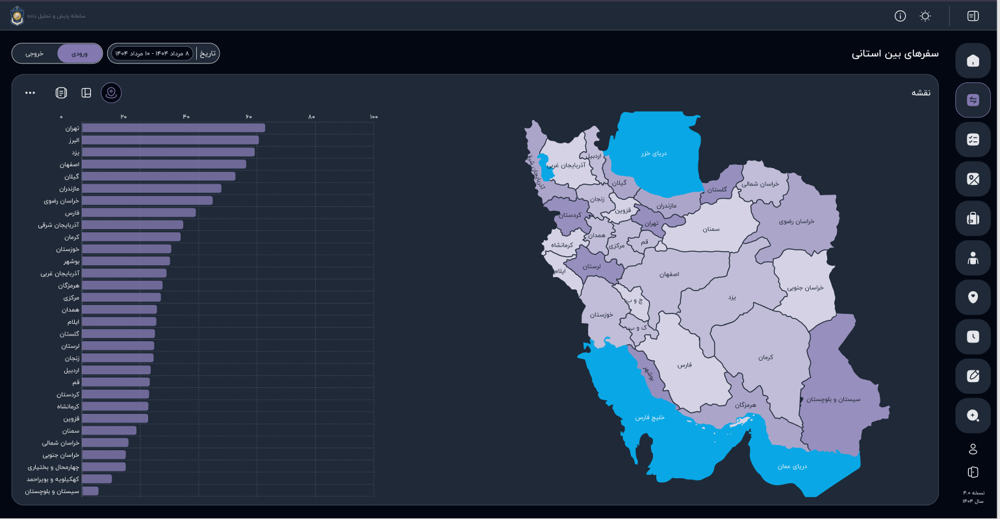 سامانه پایش و تحلیل داده
سفرهای بین استانی
تاریخ
۸ مرداد ۱۴۰۴ - ۱۰ مرداد ۱۴۰۴
ورودی
خروجی
نقشه
دریای خزر
اردبیل
آذربایجان غربی
آذربایجان شرقی
گیلان
خراسان شمالی
گلستان
زنجان
مازندران
قزوین
کردستان
تهران
خراسان رضوی
سمنان
همدان
قم
مرکزی
کرمانشاه
لرستان
ایلام
اصفهان
خراسان جنوبی
یزد
چ و ب
خوزستان
ک و ب
کرمان
فارس
بوشهر
سیستان و بلوچستان
هرمزگان
خلیج فارس
دریای عمان
۰ ۲۰ ۴۰ ۶۰ ۸۰ ۱۰۰
تهران
البرز
یزد
اصفهان
گیلان
مازندران
خراسان رضوی
فارس
آذربایجان شرقی
کرمان
خوزستان
بوشهر
آذربایجان غربی
هرمزگان
مرکزی
همدان
ایلام
گلستان
لرستان
زنجان
اردبیل
قم
کردستان
کرمانشاه
قزوین
سمنان
خراسان شمالی
خراسان جنوبی
چهارمحال و بختیاری
کهکیلویه و بویراحمد
سیستان و بلوچستان
نسخه ۴.۰
سال ۱۴۰۴